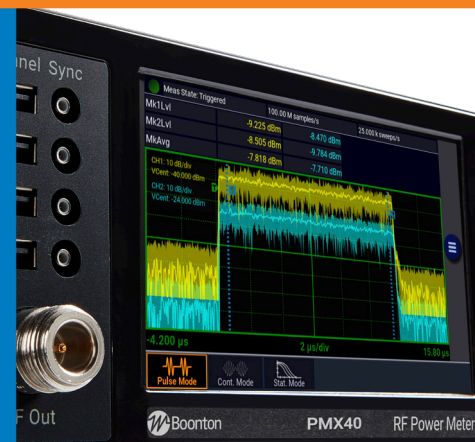 nnel Sync
Meas State: Triggered 100.00 M samples/s 25.000 k sweeps/s
Mk1Lvl -9.225 dBm -8.470 dBm
Mk2Lvl -8.505 dBm -9.784 dBm
MkAvg -7.818 dBm -7.710 dBm
CH1: 10 dB/div
VCent: -40.000 dBm
CH2: 10 dB/div
VCent: -24.000 dBm
-4.200 µs 2 µs/div 15.80 µs
Pulse Mode Cont. Mode Stat. Mode
F Out
Boonton PMX40 RF Power Meter